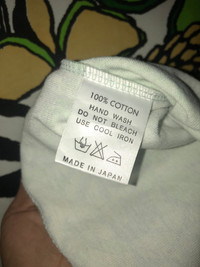 100% COTTON
HAND WASH
DO NOT BLEACH
USE COOL IRON
MADE IN JAPAN